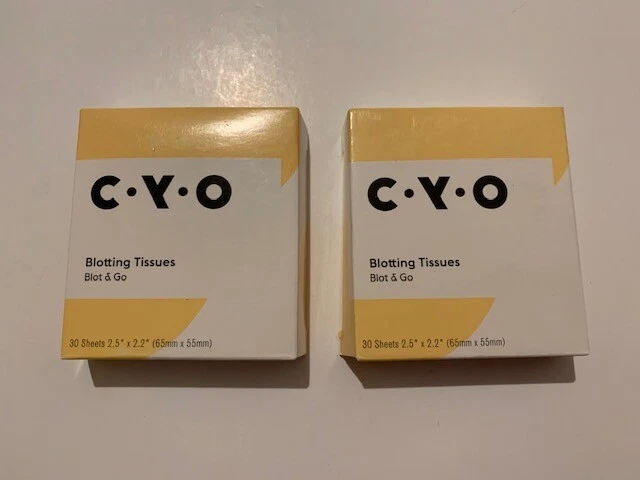 C·Y·O
Blotting Tissues
Blot & Go
30 Sheets 2.5" x 2.2" (65mm x 55mm)
C·Y·O
Blotting Tissues
Blot & Go
30 Sheets 2.5" x 2.2" (65mm x 55mm)